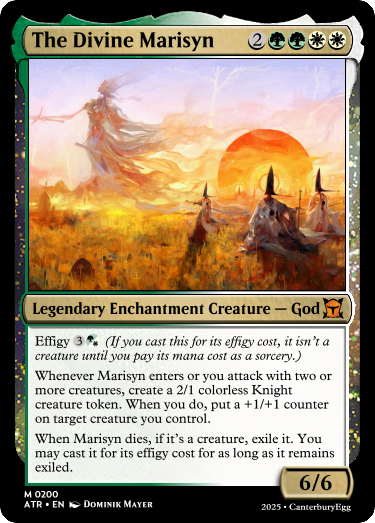 The Divine Marisyn 2
Legendary Enchantment Creature — God
Effigy 3 (If you cast this for its effigy cost, it isn't a
creature until you pay its mana cost as a sorcery.)
Whenever Marisyn enters or you attack with two or
more creatures, create a 2/1 colorless Knight
creature token. When you do, put a +1/+1 counter
on target creature you control.
When Marisyn dies, if it's a creature, exile it. You
may cast it for its effigy cost for as long as it remains
exiled.
6/6
M 0200
ATR • EN Dominik Mayer
2025 • CanterburyEgg